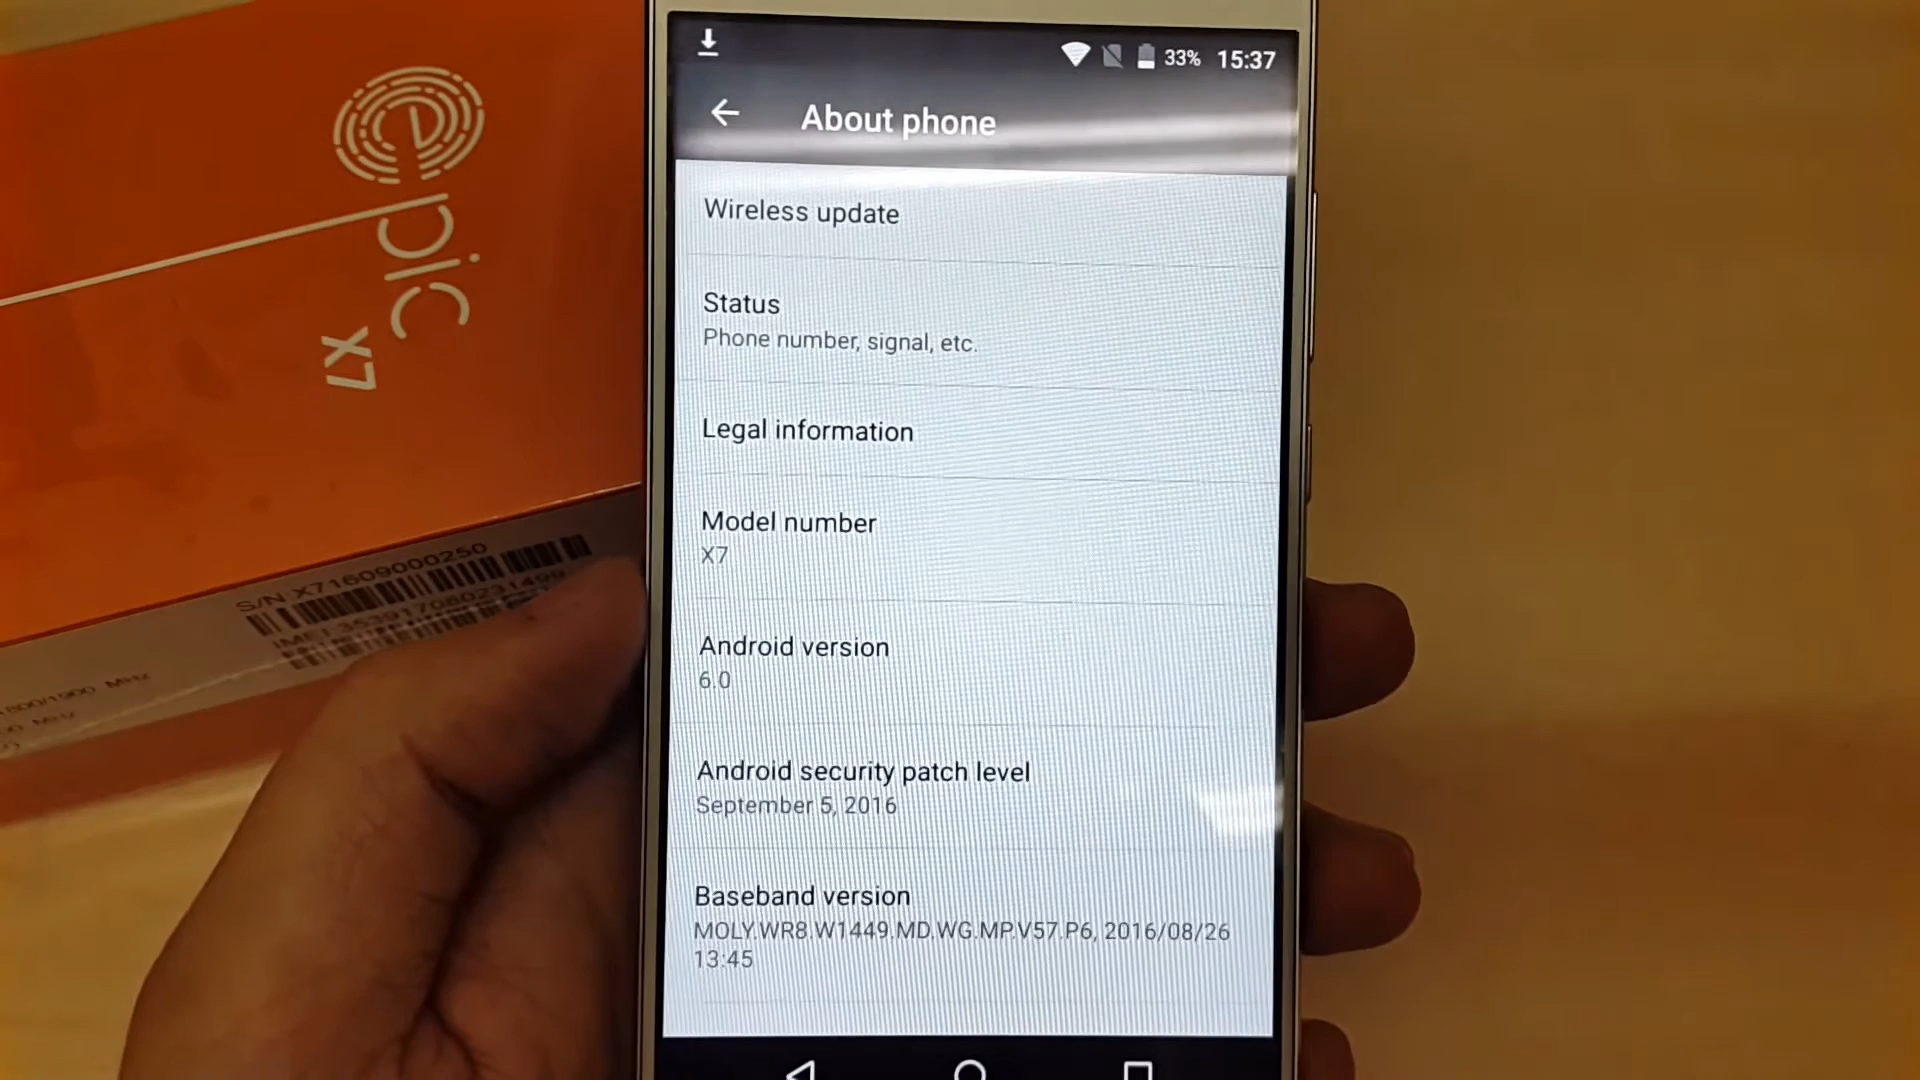 33% 15:37
About phone
Wireless update
Status
Phone number, signal, etc.
Legal information
Model number
X7
Android version
6.0
Android security patch level
September 5, 2016
Baseband version
MOLY.WR8.W1449.MD.WG.MP.V57.P6, 2016/08/26
13:45
epic
X7
S/N X71609000250